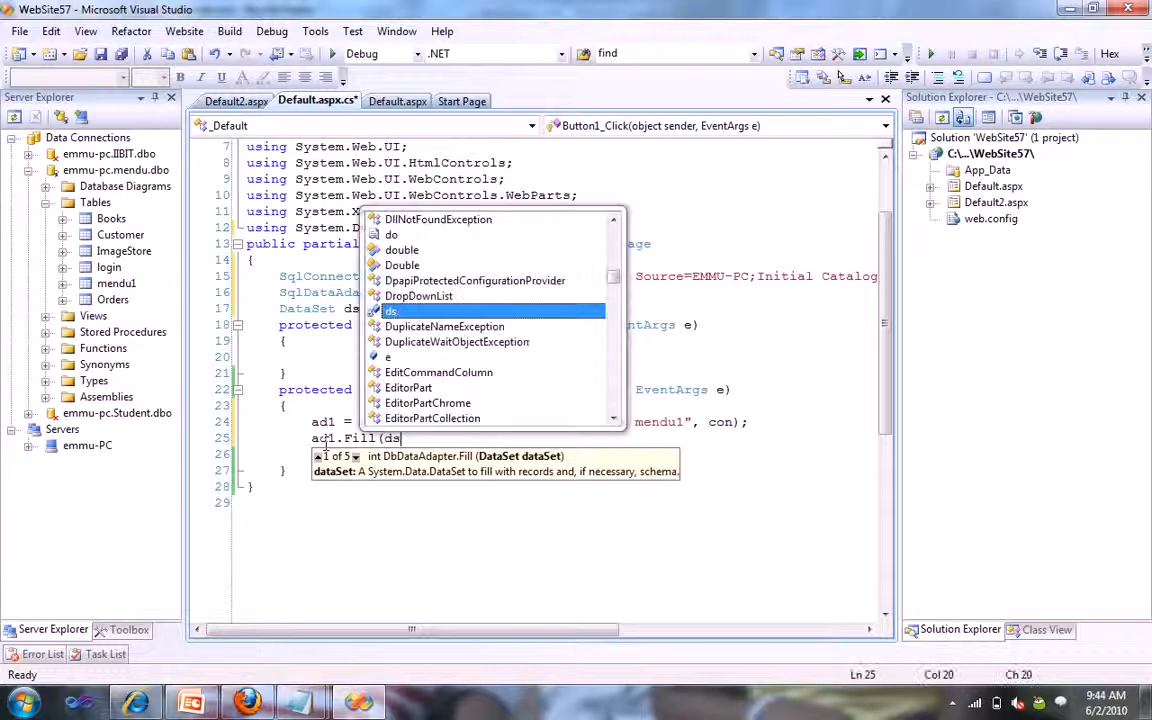 WebSite57 - Microsoft Visual Studio
File Edit View Refactor Website Build Debug Tools Test Window Help
Debug .NET find Hex
Server Explorer
Data Connections
emmu-pc.IIBIT.dbo
emmu-pc.mendu.dbo
Database Diagrams
Tables
Books
Customer
ImageStore
login
mendu1
Orders
Views
Stored Procedures
Functions
Synonyms
Types
Assemblies
emmu-pc.Student.dbo
Servers
emmu-PC
Server Explorer Toolbox
Default2.aspx Default.aspx.cs* Default.aspx Start Page
_Default Button1_Click(object sender, EventArgs e)
7 using System.Web.UI;
8 using System.Web.UI.HtmlControls;
9 using System.Web.UI.WebControls;
10 using System.Web.UI.WebControls.WebParts;
11 using System.X
12 using System.D
13 public partial age
14 {
15 SqlConnect Source=EMMU-PC;Initial Catalog
16 SqlDataAda
17 DataSet ds
18 protected entArgs e)
19 {
20
21 }
22 protected EventArgs e)
23 {
24 ad1 = mendu1", con);
25 ad1.Fill(ds
26
27 }
28 }
29
DllNotFoundException
do
double
Double
DpapiProtectedConfigurationProvider
DropDownList
ds
DuplicateNameException
DuplicateWaitObjectException
e
EditCommandColumn
EditorPart
EditorPartChrome
EditorPartCollection
1 of 5 int DbDataAdapter.Fill (DataSet dataSet)
dataSet: A System.Data.DataSet to fill with records and, if necessary, schema.
Solution Explorer - C:\...\WebSite57\
Solution 'WebSite57' (1 project)
C:\...\WebSite57\
App_Data
Default.aspx
Default2.aspx
web.config
Solution Explorer Class View
Error List Task List
Ready Ln 25 Col 20 Ch 20
9:44 AM
6/2/2010